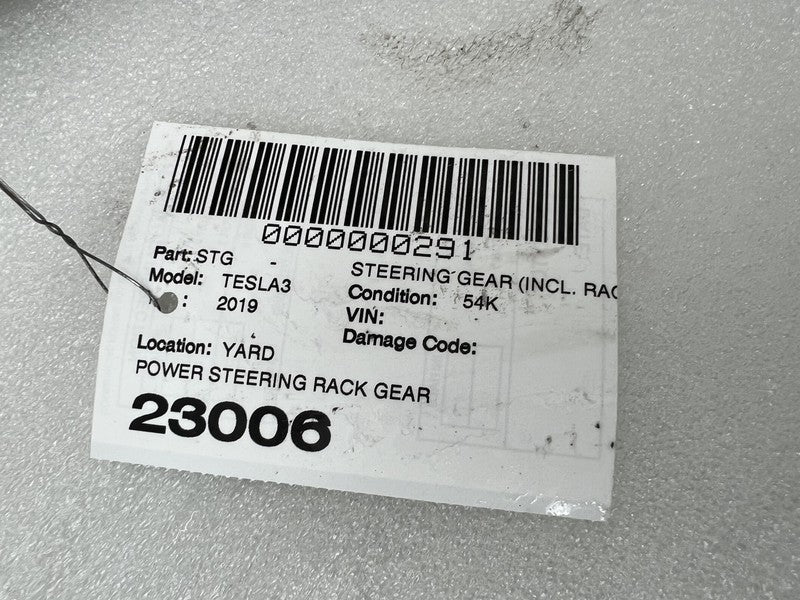 0000000291
Part: STG -
STEERING GEAR (INCL. RAC
Model: TESLA3
Condition: 54K
: 2019
VIN:
Damage Code:
Location: YARD
POWER STEERING RACK GEAR
23006